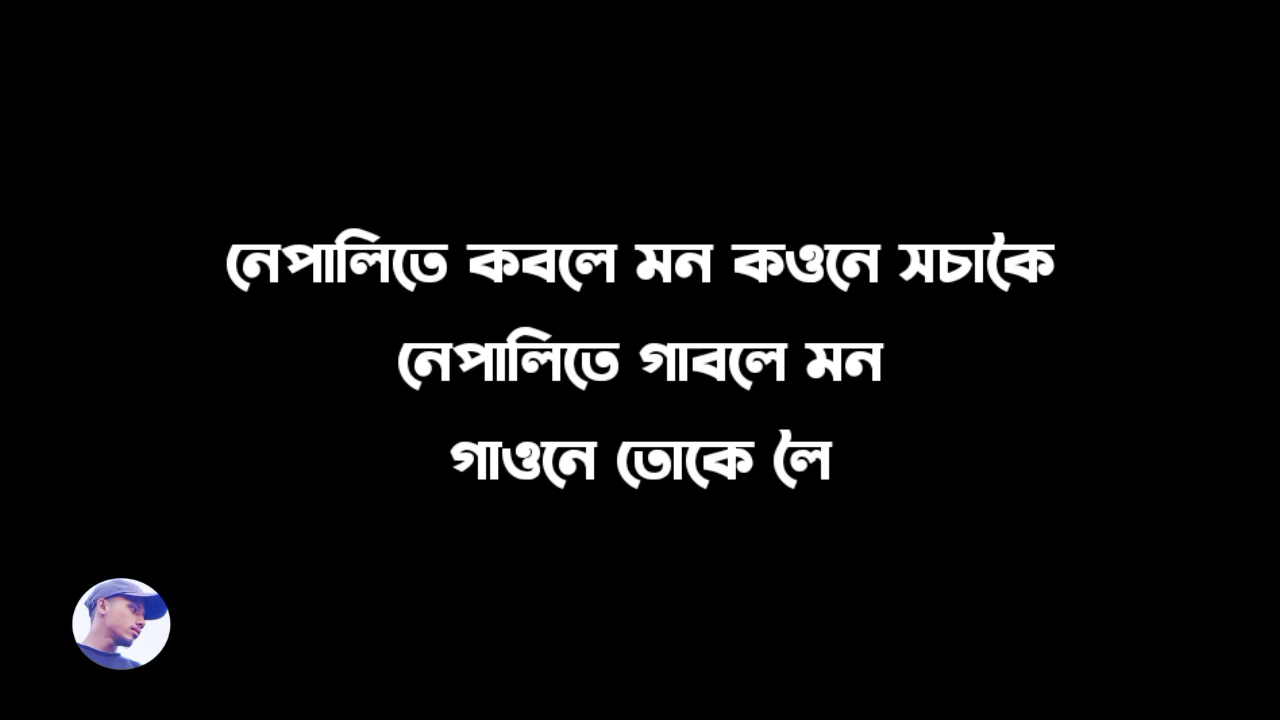 নেপালিতে কবলে মন কওনে সচাকৈ
নেপালিতে গাবলে মন
গাওনে তোকে লৈ